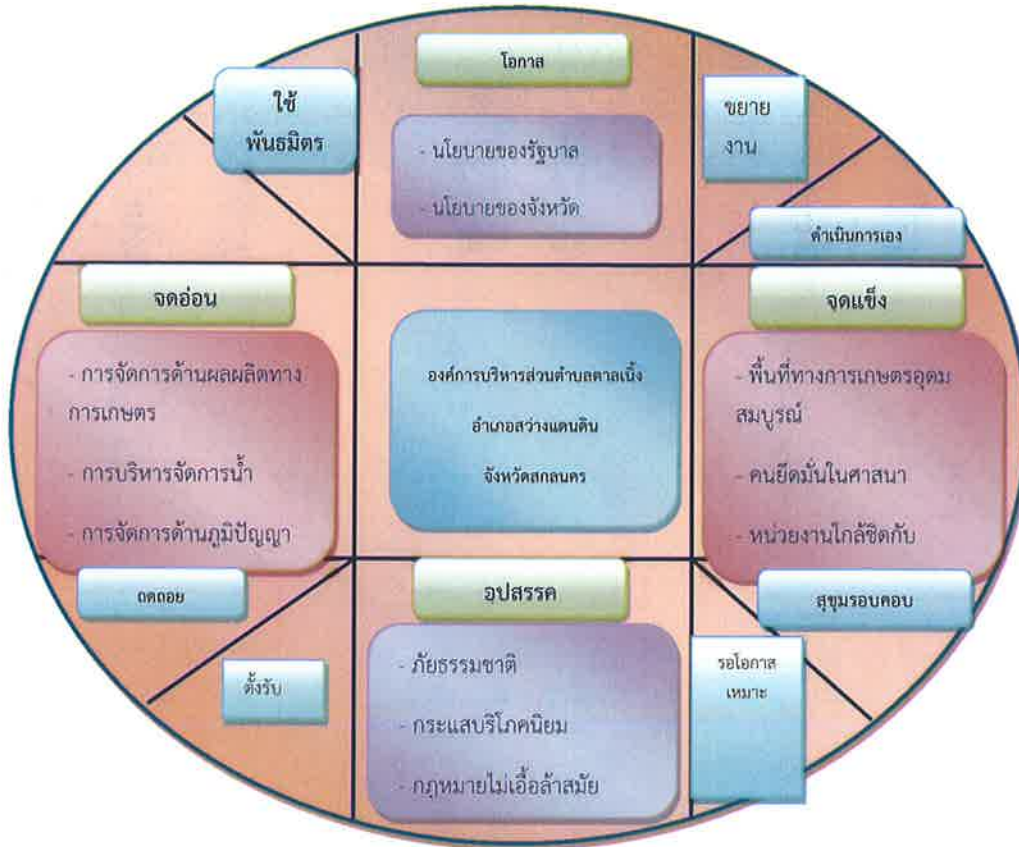 โอกาส
ใช้
พันธมิตร
ขยาย
งาน
- นโยบายของรัฐบาล
- นโยบายของจังหวัด
ดำเนินการเอง
จดอ่อน
จดแข็ง
- การจัดการด้านผลผลิตทาง
การเกษตร
- การบริหารจัดการน้ำ
- การจัดการด้านภูมิปัญญา
องค์การบริหารส่วนตำบลตาลเนิ้ง
อำเภอสว่างแดนดิน
จังหวัดสกลนคร
- พื้นที่ทางการเกษตรอุดม
สมบูรณ์
- คนยึดมั่นในศาสนา
- หน่วยงานใกล้ชิดกับ
ถดถอย
อุปสรรค
สุขุมรอบคอบ
ตั้งรับ
- ภัยธรรมชาติ
- กระแสบริโภคนิยม
- กฎหมายไม่เอื้อล้าสมัย
รอโอกาส
เหมาะ